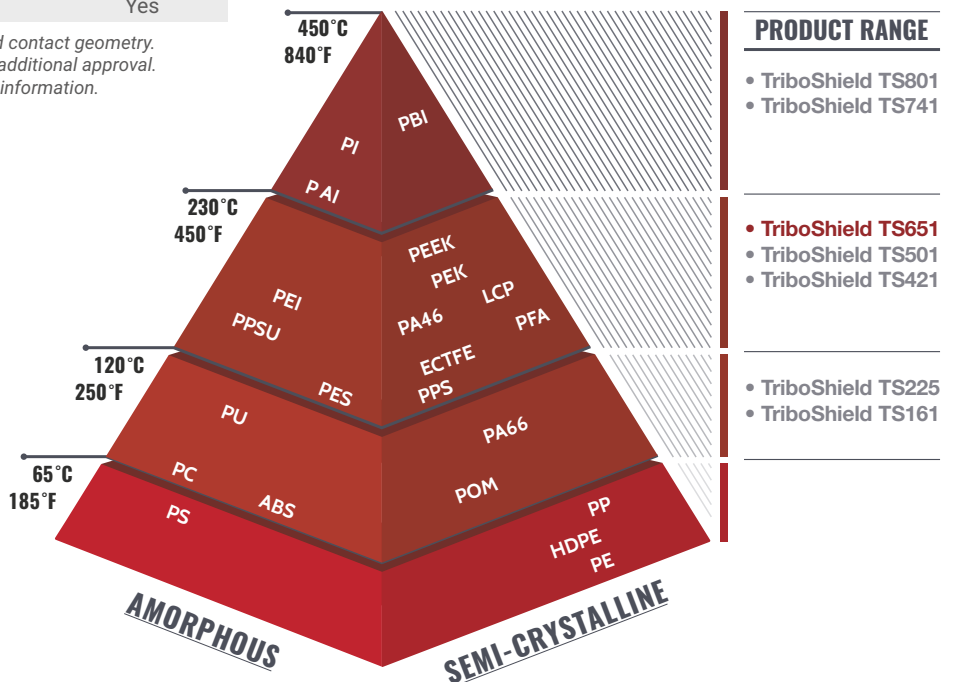 Yes
d contact geometry.
additional approval.
information.
450°C
840°F
230°C
450°F
120°C
250°F
65°C
185°F
PI
P AI
PBI
PEI
PPSU
PES
PEEK
PEK
LCP
PA46
PFA
ECTFE
PPS
PU
PC
ABS
PA66
POM
PS
PP
HDPE
PE
AMORPHOUS
SEMI-CRYSTALLINE
PRODUCT RANGE
• TriboShield TS801
• TriboShield TS741
• TriboShield TS651
• TriboShield TS501
• TriboShield TS421
• TriboShield TS225
• TriboShield TS161